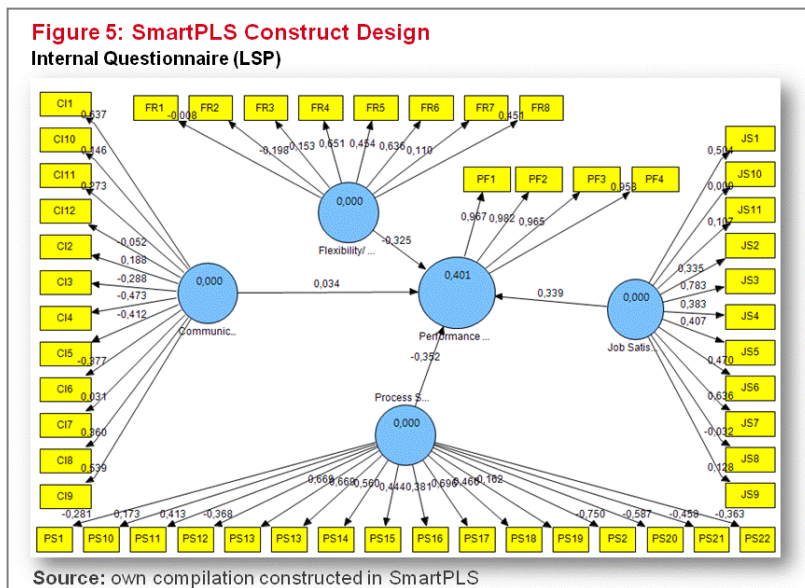 Figure 5: SmartPLS Construct Design
Internal Questionnaire (LSP)
CI1
CI10
CI11
CI12
CI2
CI3
CI4
CI5
CI6
CI7
CI8
CI9
0,637
0,146
0,273
-0,052
0,188
-0,288
-0,473
-0,412
-0,377
0,031
0,360
0,539
0,000
Communic..
FR1 FR2 FR3 FR4 FR5 FR6 FR7 FR8
-0,008 -0,198 0,153 0,651 0,454 0,636 0,110 0,451
0,000
Flexibility/ ...
-0,325
0,034
PF1 PF2 PF3 PF4
0,967 0,982 0,965 0,958
0,401
Performance ...
0,339
-0,352
0,000
Job Satis...
JS1
JS10
JS11
JS2
JS3
JS4
JS5
JS6
JS7
JS8
JS9
0,504
0,009
0,107
0,335
0,783
0,383
0,407
0,470
0,636
-0,032
0,128
Process S...
0,000
-0,281 0,173 0,413 -0,368 0,669 0,669 0,560 0,444 0,381 0,696 0,466 0,162 -0,750 -0,587 -0,458 -0,363
PS1 PS10 PS11 PS12 PS13 PS13 PS14 PS15 PS16 PS17 PS18 PS19 PS2 PS20 PS21 PS22
Source: own compilation constructed in SmartPLS